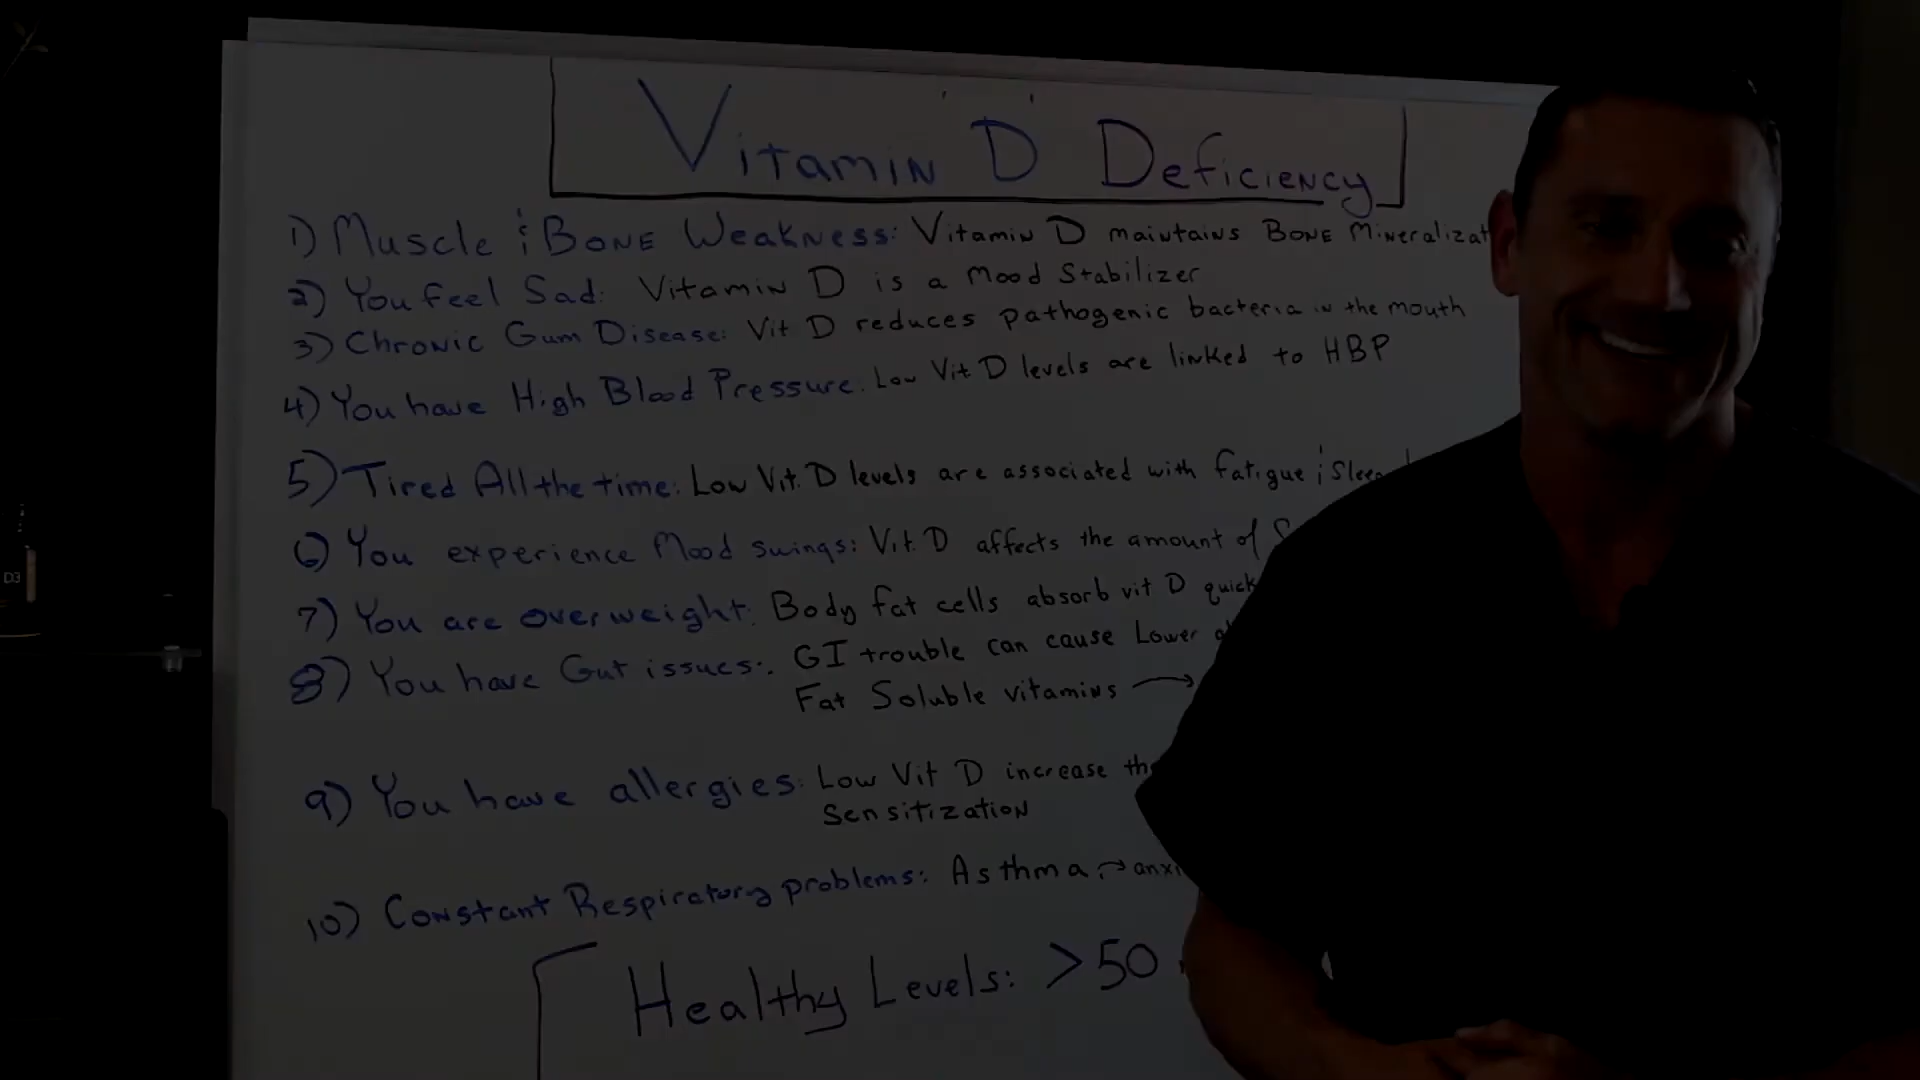 Vitamin "D" Deficiency
1) Muscle & Bone Weakness: Vitamin D maintains Bone Mineralizat
2) You feel Sad: Vitamin D is a Mood Stabilizer
3) Chronic Gum Disease: Vit D reduces pathogenic bacteria in the mouth
4) You have High Blood Pressure: Low Vit D levels are linked to HBP
5) Tired All the time: Low Vit. D levels are associated with fatigue & Sleep
6) You experience Mood swings: Vit. D affects the amount of
7) You are overweight: Body fat cells absorb vit D quick
8) You have Gut issues: GI trouble can cause Lower
Fat Soluble vitamins →
9) You have allergies: Low Vit D increase the
Sensitization
10) Constant Respiratory problems: Asthma, → anxi
Healthy Levels: >50
D3